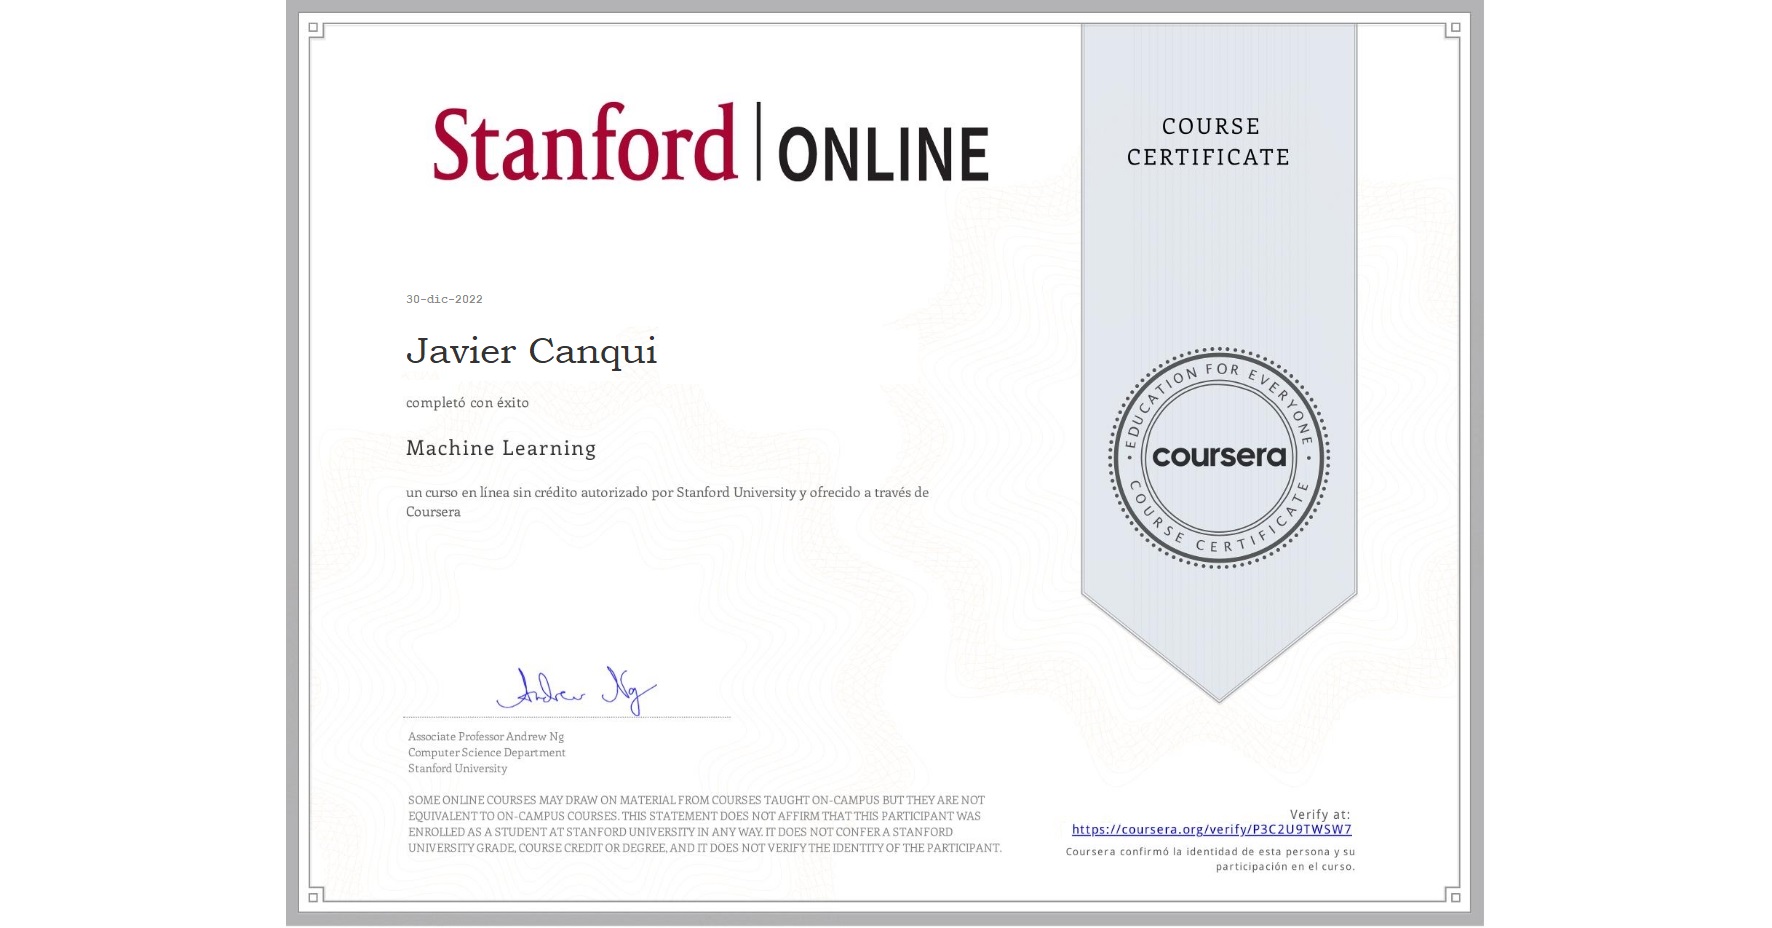 Stanford | ONLINE
COURSE
CERTIFICATE
30-dic-2022
Javier Canqui
completó con éxito
Machine Learning
un curso en línea sin crédito autorizado por Stanford University y ofrecido a través de
Coursera
EDUCATION FOR EVERYONE
coursera
COURSE CERTIFICATE
Andrew Ng
Associate Professor Andrew Ng
Computer Science Department
Stanford University
SOME ONLINE COURSES MAY DRAW ON MATERIAL FROM COURSES TAUGHT ON-CAMPUS BUT THEY ARE NOT
EQUIVALENT TO ON-CAMPUS COURSES. THIS STATEMENT DOES NOT AFFIRM THAT THIS PARTICIPANT WAS
ENROLLED AS A STUDENT AT STANFORD UNIVERSITY IN ANY WAY. IT DOES NOT CONFER A STANFORD
UNIVERSITY GRADE, COURSE CREDIT OR DEGREE, AND IT DOES NOT VERIFY THE IDENTITY OF THE PARTICIPANT.
Verify at:
https://coursera.org/verify/P3C2U9TWSW7
Coursera confirmó la identidad de esta persona y su
participación en el curso.